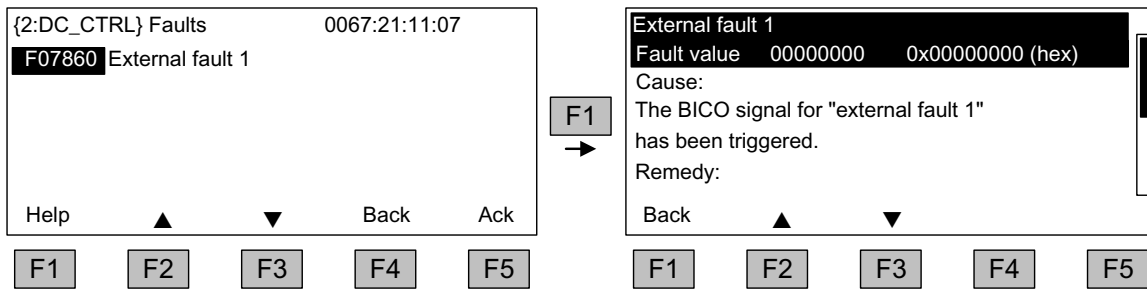 {2:DC_CTRL} Faults 0067:21:11:07
F07860 External fault 1
Help ▲ ▼ Back Ack
F1 F2 F3 F4 F5
F1
→
External fault 1
Fault value 00000000 0x00000000 (hex)
Cause:
The BICO signal for "external fault 1"
has been triggered.
Remedy:
Back ▲ ▼
F1 F2 F3 F4 F5